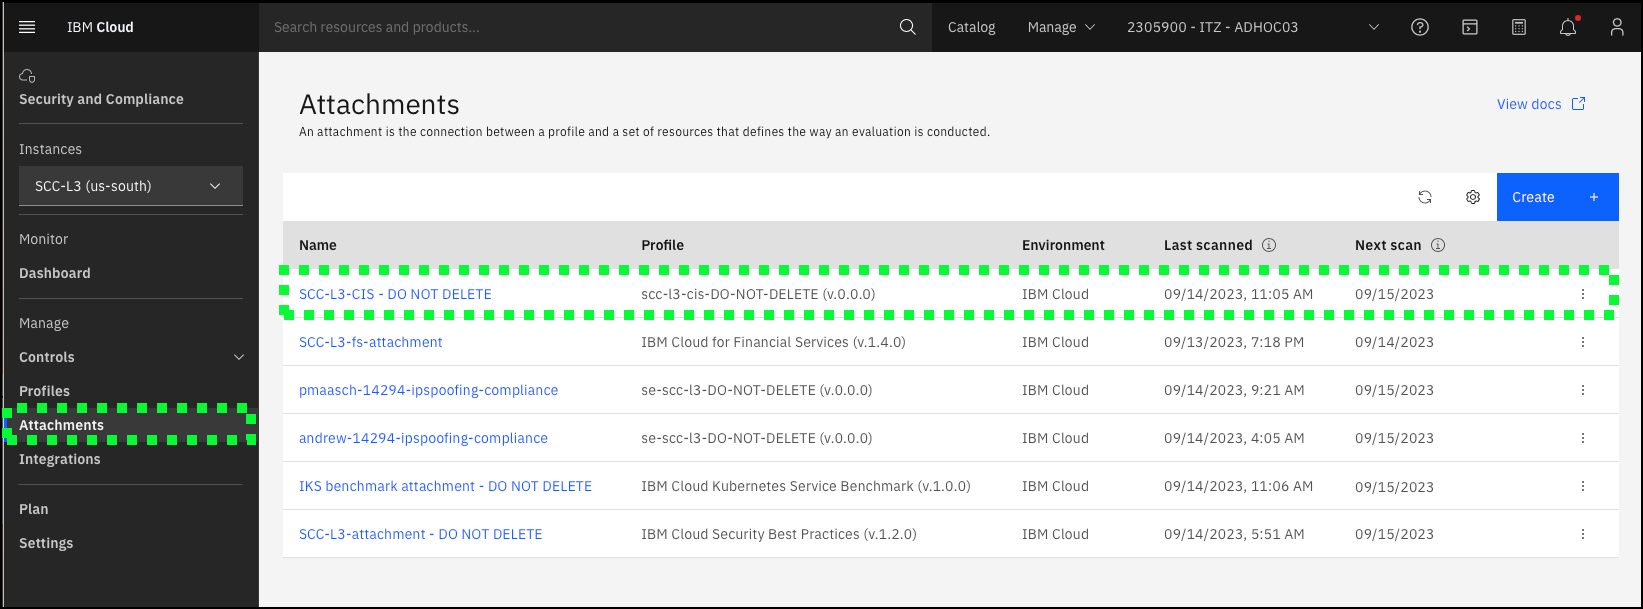 IBM Cloud
Search resources and products...
Catalog
Manage
2305900 - ITZ - ADHOC03
Security and Compliance
Instances
SCC-L3 (us-south)
Monitor
Dashboard
Manage
Controls
Profiles
Attachments
Integrations
Plan
Settings
Attachments
View docs
An attachment is the connection between a profile and a set of resources that defines the way an evaluation is conducted.
Create +
Name Profile Environment Last scanned Next scan
SCC-L3-CIS - DO NOT DELETE scc-l3-cis-DO-NOT-DELETE (v.0.0.0) IBM Cloud 09/14/2023, 11:05 AM 09/15/2023
SCC-L3-fs-attachment IBM Cloud for Financial Services (v.1.4.0) IBM Cloud 09/13/2023, 7:18 PM 09/14/2023
pmaasch-14294-ipspoofing-compliance se-scc-l3-DO-NOT-DELETE (v.0.0.0) IBM Cloud 09/14/2023, 9:21 AM 09/15/2023
andrew-14294-ipspoofing-compliance se-scc-l3-DO-NOT-DELETE (v.0.0.0) IBM Cloud 09/14/2023, 4:05 AM 09/15/2023
IKS benchmark attachment - DO NOT DELETE IBM Cloud Kubernetes Service Benchmark (v.1.0.0) IBM Cloud 09/14/2023, 11:06 AM 09/15/2023
SCC-L3-attachment - DO NOT DELETE IBM Cloud Security Best Practices (v.1.2.0) IBM Cloud 09/14/2023, 5:51 AM 09/15/2023